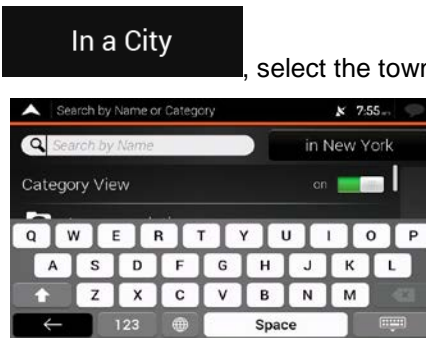 In a City
, select the town
Search by Name or Category 7:55
Search by Name in New York
Category View on
Q W E R T Y U I O P
A S D F G H J K L
Z X C V B N M
123 Space